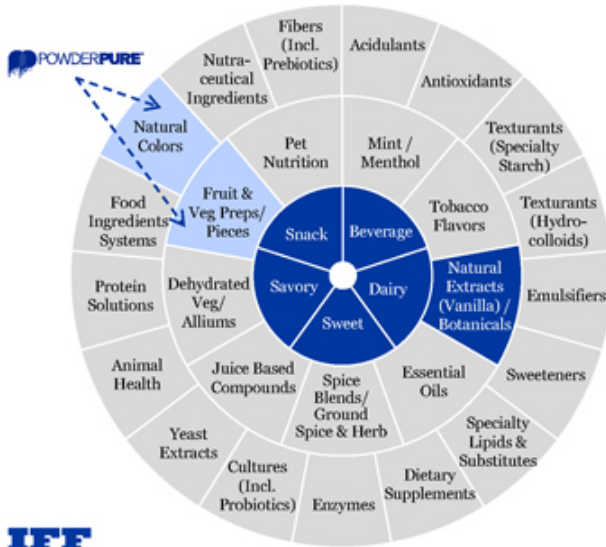 POWDERPURE™
Fibers
(Incl.
Prebiotics)
Acidulants
Antioxidants
Texturants
(Specialty
Starch)
Texturants
(Hydro-
colloids)
Emulsifiers
Sweeteners
Specialty
Lipids &
Substitutes
Dietary
Supplements
Enzymes
Cultures
(Incl.
Probiotics)
Yeast
Extracts
Animal
Health
Protein
Solutions
Food
Ingredients
Systems
Natural
Colors
Nutra-
ceutical
Ingredients
Pet
Nutrition
Mint /
Menthol
Tobacco
Flavors
Natural
Extracts
(Vanilla) /
Botanicals
Essential
Oils
Spice
Blends/
Ground
Spice & Herb
Juice Based
Compounds
Dehydrated
Veg/
Alliums
Fruit &
Veg Preps/
Pieces
Snack
Beverage
Dairy
Sweet
Savory
IFF